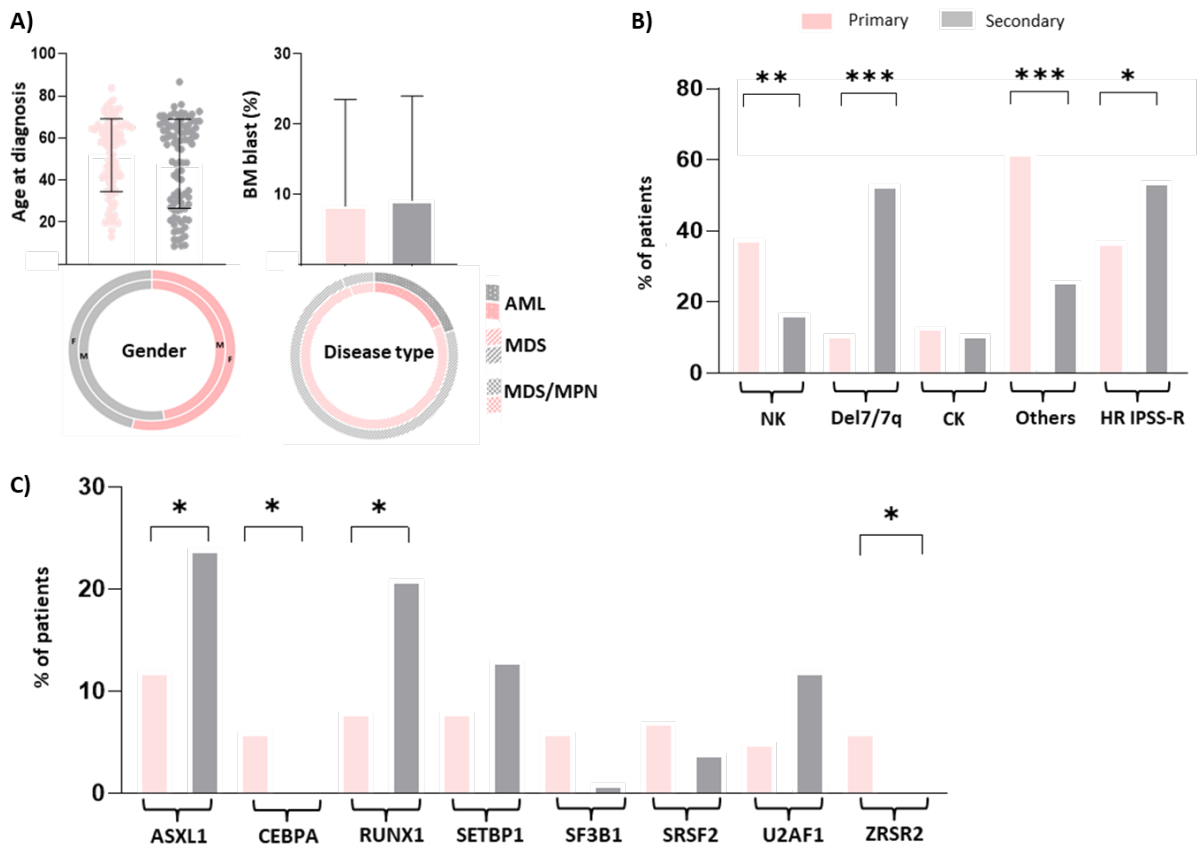 A)
100
80
60
40
20
Age at diagnosis
30
20
10
BM blast (%)
F
M
Gender
M
F
Disease type
AML
MDS
MDS/MPN
B)
Primary
Secondary
80
60
40
20
0
% of patients
**
***
***
*
NK
Del7/7q
CK
Others
HR IPSS-R
C)
30
20
10
0
% of patients
*
*
*
*
ASXL1
CEBPA
RUNX1
SETBP1
SF3B1
SRSF2
U2AF1
ZRSR2